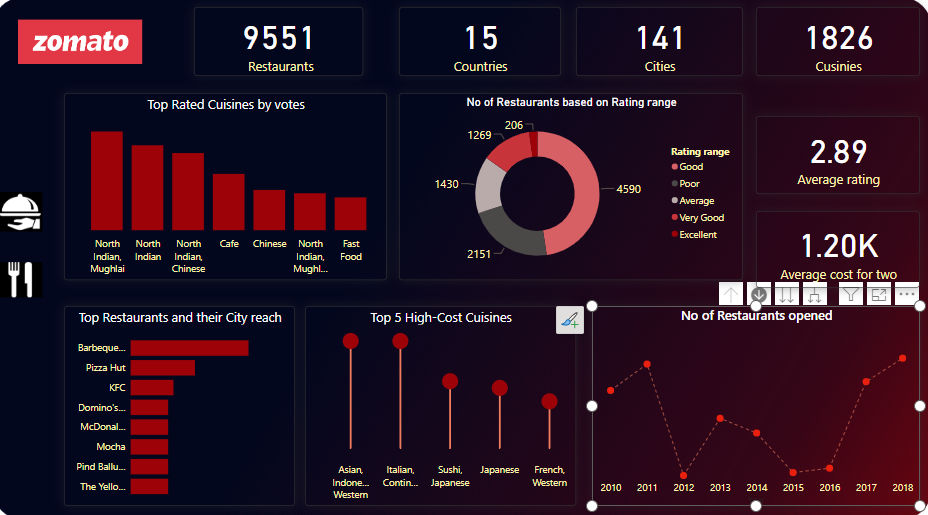 zomato
9551
Restaurants
15
Countries
141
Cities
1826
Cusinies
Top Rated Cuisines by votes
North
Indian,
Mughlai
North
Indian
North
Indian,
Chinese
Cafe
Chinese
North
Indian,
Mughl...
Fast
Food
No of Restaurants based on Rating range
206
1269
1430
2151
4590
Rating range
Good
Poor
Average
Very Good
Excellent
2.89
Average rating
1.20K
Average cost for two
Top Restaurants and their City reach
Barbeque...
Pizza Hut
KFC
Domino's...
McDonal...
Mocha
Pind Ballu...
The Yello...
Top 5 High-Cost Cuisines
Asian,
Indone...
Western
Italian,
Contin...
Sushi,
Japanese
Japanese
French,
Western
No of Restaurants opened
2010 2011 2012 2013 2014 2015 2016 2017 2018